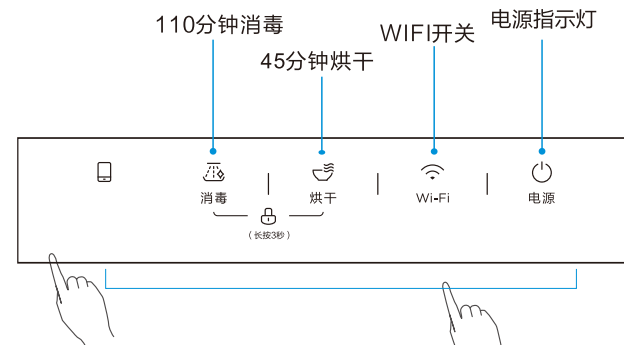 110分钟消毒
45分钟烘干
WIFI开关
电源指示灯
消毒
烘干
Wi-Fi
电源
（长按3秒）